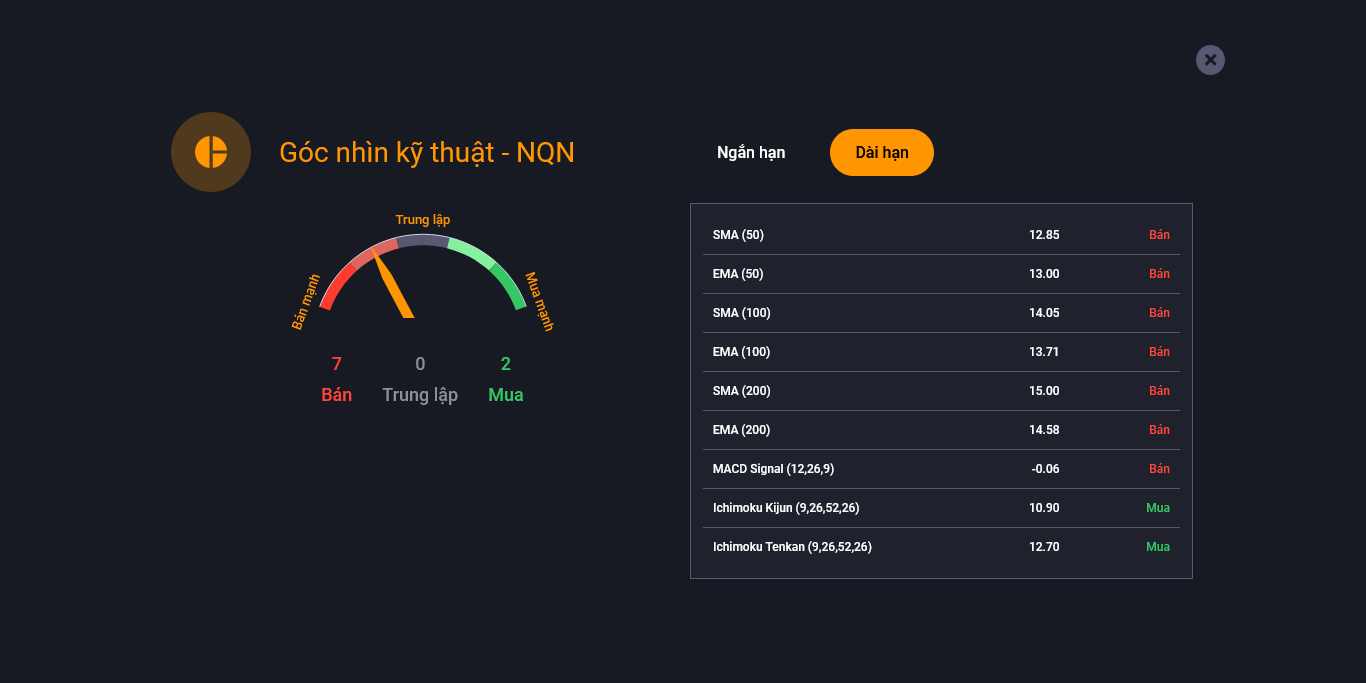 Góc nhìn kỹ thuật - NQN
Trung lập
Bán mạnh
Mua mạnh
7 0 2
Bán Trung lập Mua
Ngắn hạn Dài hạn
SMA (50) 12.85 Bán
EMA (50) 13.00 Bán
SMA (100) 14.05 Bán
EMA (100) 13.71 Bán
SMA (200) 15.00 Bán
EMA (200) 14.58 Bán
MACD Signal (12,26,9) -0.06 Bán
Ichimoku Kijun (9,26,52,26) 10.90 Mua
Ichimoku Tenkan (9,26,52,26) 12.70 Mua